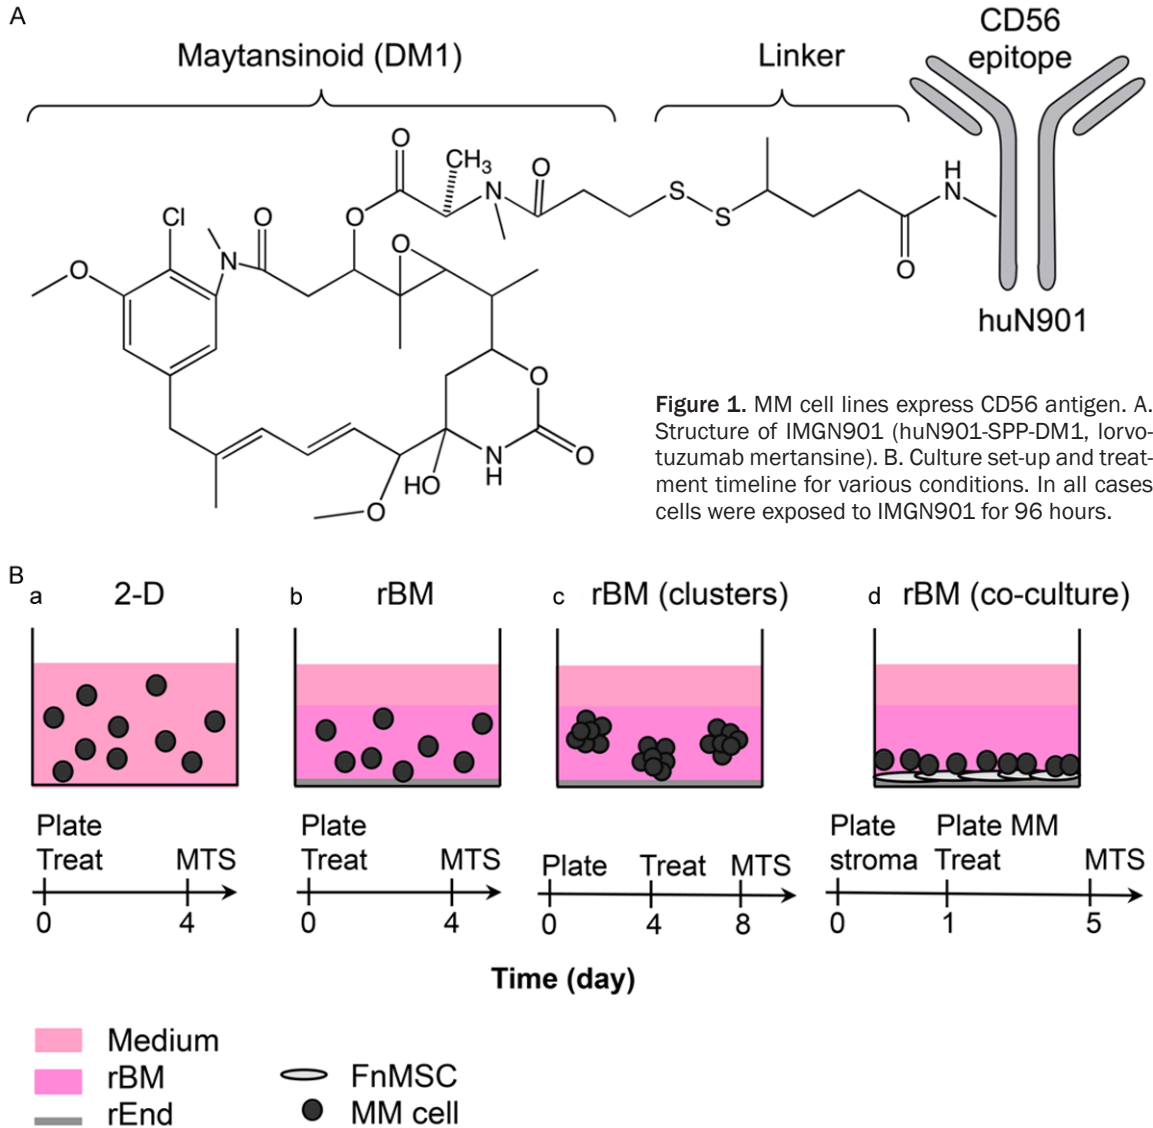 A
Maytansinoid (DM1)
Linker
CD56
epitope
O
CH3
O
N
H
N
S
S
O
Cl
O
O
N
O
O
O
O
N
H
HO
O
O
huN901
Figure 1. MM cell lines express CD56 antigen. A.
Structure of IMGN901 (huN901-SPP-DM1, lorvo-
tuzumab mertansine). B. Culture set-up and treat-
ment timeline for various conditions. In all cases
cells were exposed to IMGN901 for 96 hours.
B
a 2-D
b rBM
c rBM (clusters)
d rBM (co-culture)
Plate
Treat
MTS
0 4
Plate
Treat
MTS
0 4
Plate Treat MTS
0 4 8
Plate
stroma
Plate MM
Treat
MTS
0 1 5
Time (day)
Medium
rBM
rEnd
FnMSC
MM cell